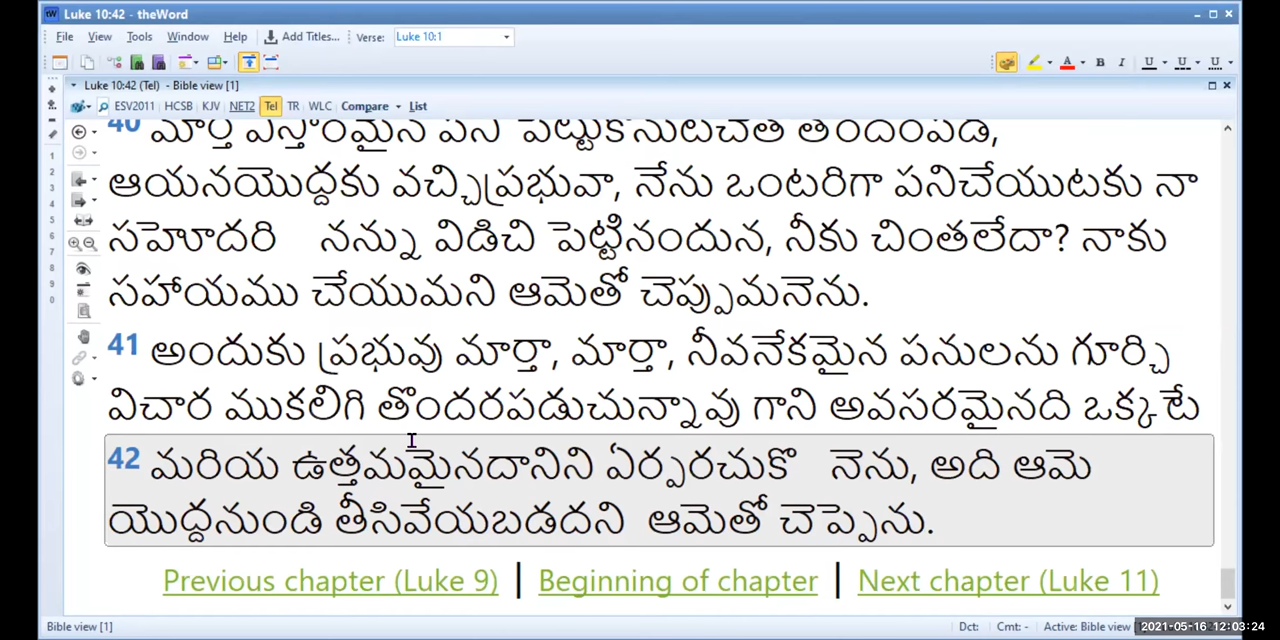 Luke 10:42 - theWord
File View Tools Window Help Add Titles... Verse: Luke 10:1
Luke 10:42 (Tel) - Bible view [1]
ESV2011 HCSB KJV NET2 Tel TR WLC Compare List
40 మార్త విస్తారమైన పని పెట్టుకొనుటచేత తొందరపడి,
ఆయనయొద్దకు వచ్చిప్రభువా, నేను ఒంటరిగా పనిచేయుటకు నా
సహోదరి నన్ను విడిచి పెట్టినందున, నీకు చింతలేదా? నాకు
సహాయము చేయుమని ఆమెతో చెప్పుమనెను.
41 అందుకు ప్రభువు మార్తా, మార్తా, నీవనేకమైన పనులను గూర్చి
విచార ముకలిగి తొందరపడుచున్నావు గాని అవసరమైనది ఒక్కటే
42 మరియ ఉత్తమమైనదానిని ఏర్పరచుకొ నెను, అది ఆమె
యొద్దనుండి తీసివేయబడదని ఆమెతో చెప్పెను.
Previous chapter (Luke 9) | Beginning of chapter | Next chapter (Luke 11)
Bible view [1] Dct: Cmt: - Active: Bible view
2021-05-16 12:03:24